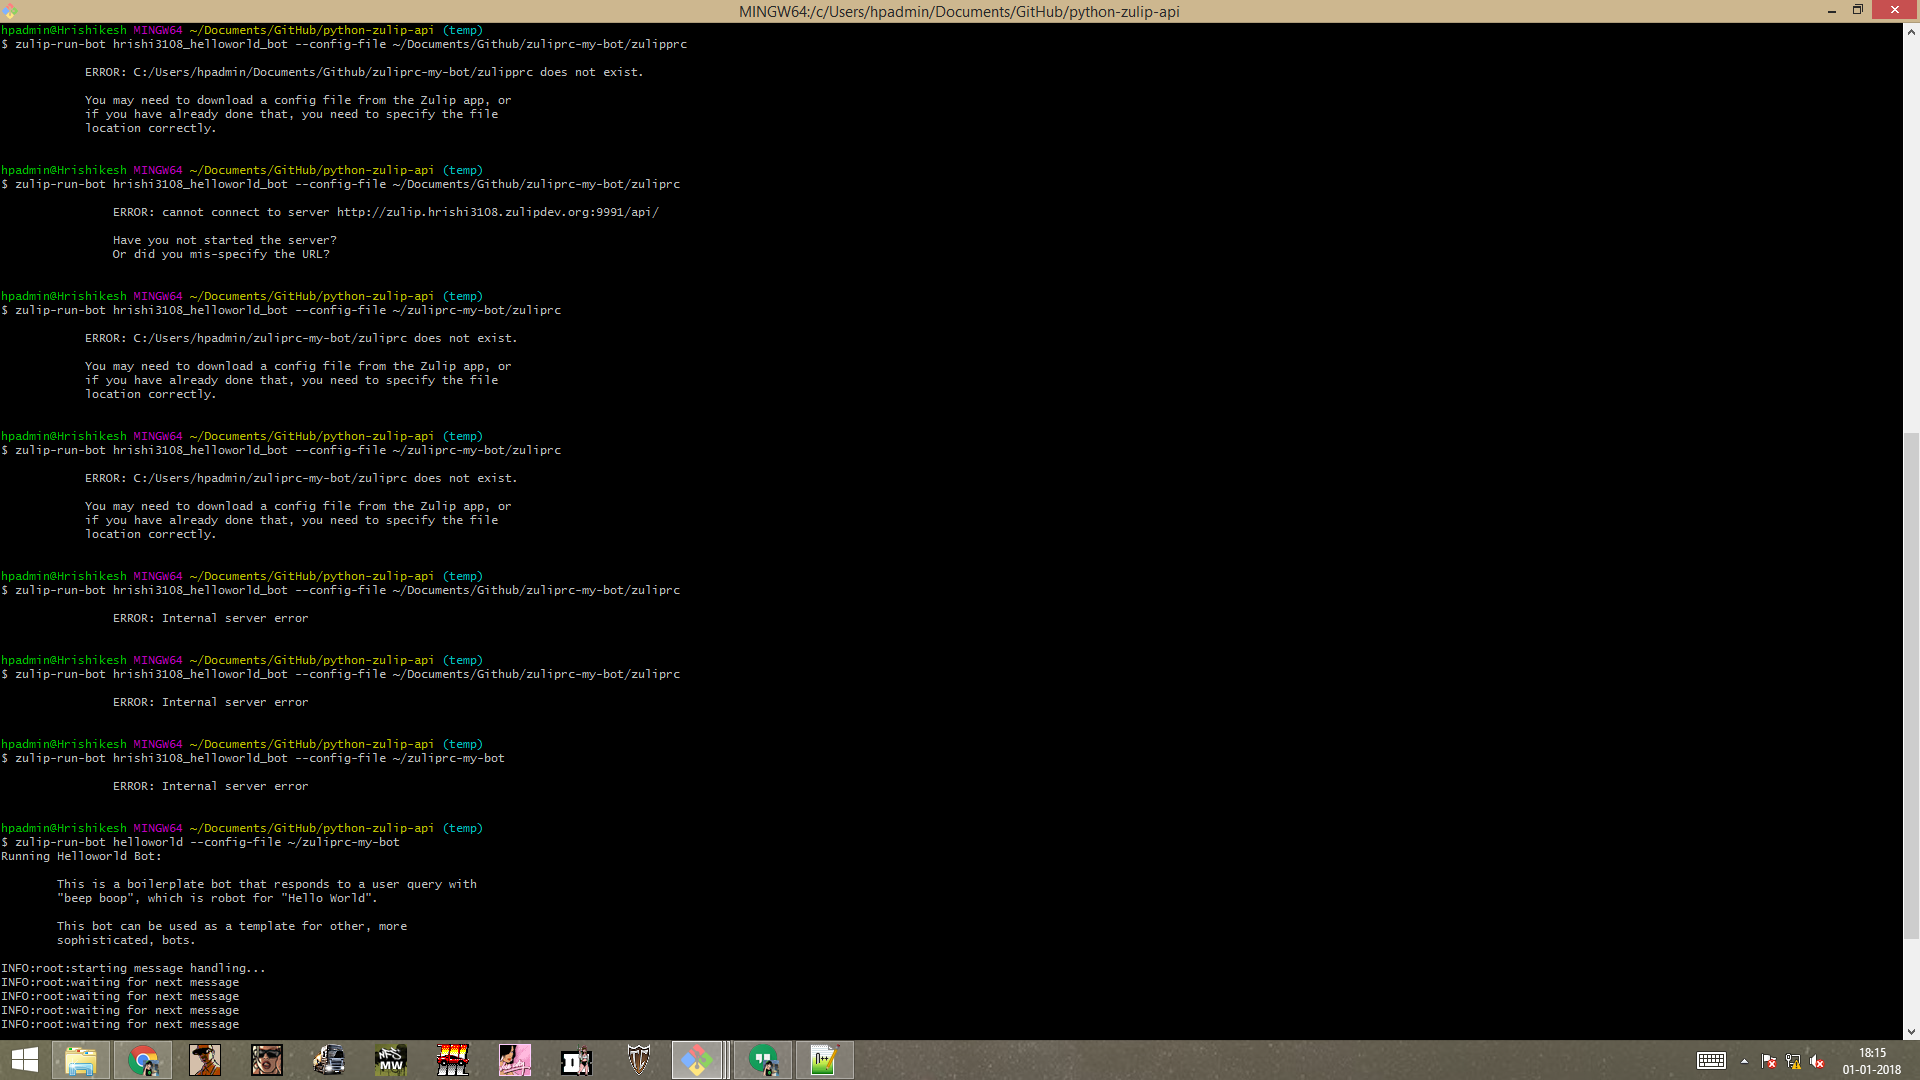 MINGW64:/c/Users/hpadmin/Documents/GitHub/python-zulip-api
hpadmin@Hrishikesh MINGW64 ~/Documents/GitHub/python-zulip-api (temp)
$ zulip-run-bot hrishi3108_helloworld_bot --config-file ~/Documents/Github/zuliprc-my-bot/zulipprc
ERROR: C:/Users/hpadmin/Documents/Github/zuliprc-my-bot/zulipprc does not exist.
You may need to download a config file from the Zulip app, or
if you have already done that, you need to specify the file
location correctly.
hpadmin@Hrishikesh MINGW64 ~/Documents/GitHub/python-zulip-api (temp)
$ zulip-run-bot hrishi3108_helloworld_bot --config-file ~/Documents/Github/zuliprc-my-bot/zuliprc
ERROR: cannot connect to server http://zulip.hrishi3108.zulipdev.org:9991/api/
Have you not started the server?
Or did you mis-specify the URL?
hpadmin@Hrishikesh MINGW64 ~/Documents/GitHub/python-zulip-api (temp)
$ zulip-run-bot hrishi3108_helloworld_bot --config-file ~/zuliprc-my-bot/zuliprc
ERROR: C:/Users/hpadmin/zuliprc-my-bot/zuliprc does not exist.
You may need to download a config file from the Zulip app, or
if you have already done that, you need to specify the file
location correctly.
hpadmin@Hrishikesh MINGW64 ~/Documents/GitHub/python-zulip-api (temp)
$ zulip-run-bot hrishi3108_helloworld_bot --config-file ~/zuliprc-my-bot/zuliprc
ERROR: C:/Users/hpadmin/zuliprc-my-bot/zuliprc does not exist.
You may need to download a config file from the Zulip app, or
if you have already done that, you need to specify the file
location correctly.
hpadmin@Hrishikesh MINGW64 ~/Documents/GitHub/python-zulip-api (temp)
$ zulip-run-bot hrishi3108_helloworld_bot --config-file ~/Documents/Github/zuliprc-my-bot/zuliprc
ERROR: Internal server error
hpadmin@Hrishikesh MINGW64 ~/Documents/GitHub/python-zulip-api (temp)
$ zulip-run-bot hrishi3108_helloworld_bot --config-file ~/Documents/Github/zuliprc-my-bot/zuliprc
ERROR: Internal server error
hpadmin@Hrishikesh MINGW64 ~/Documents/GitHub/python-zulip-api (temp)
$ zulip-run-bot hrishi3108_helloworld_bot --config-file ~/zuliprc-my-bot
ERROR: Internal server error
hpadmin@Hrishikesh MINGW64 ~/Documents/GitHub/python-zulip-api (temp)
$ zulip-run-bot helloworld --config-file ~/zuliprc-my-bot
Running Helloworld Bot:
This is a boilerplate bot that responds to a user query with
"beep boop", which is robot for "Hello World".
This bot can be used as a template for other, more
sophisticated, bots.
INFO:root:starting message handling...
INFO:root:waiting for next message
INFO:root:waiting for next message
INFO:root:waiting for next message
INFO:root:waiting for next message
NFS
MW
18:15
01-01-2018